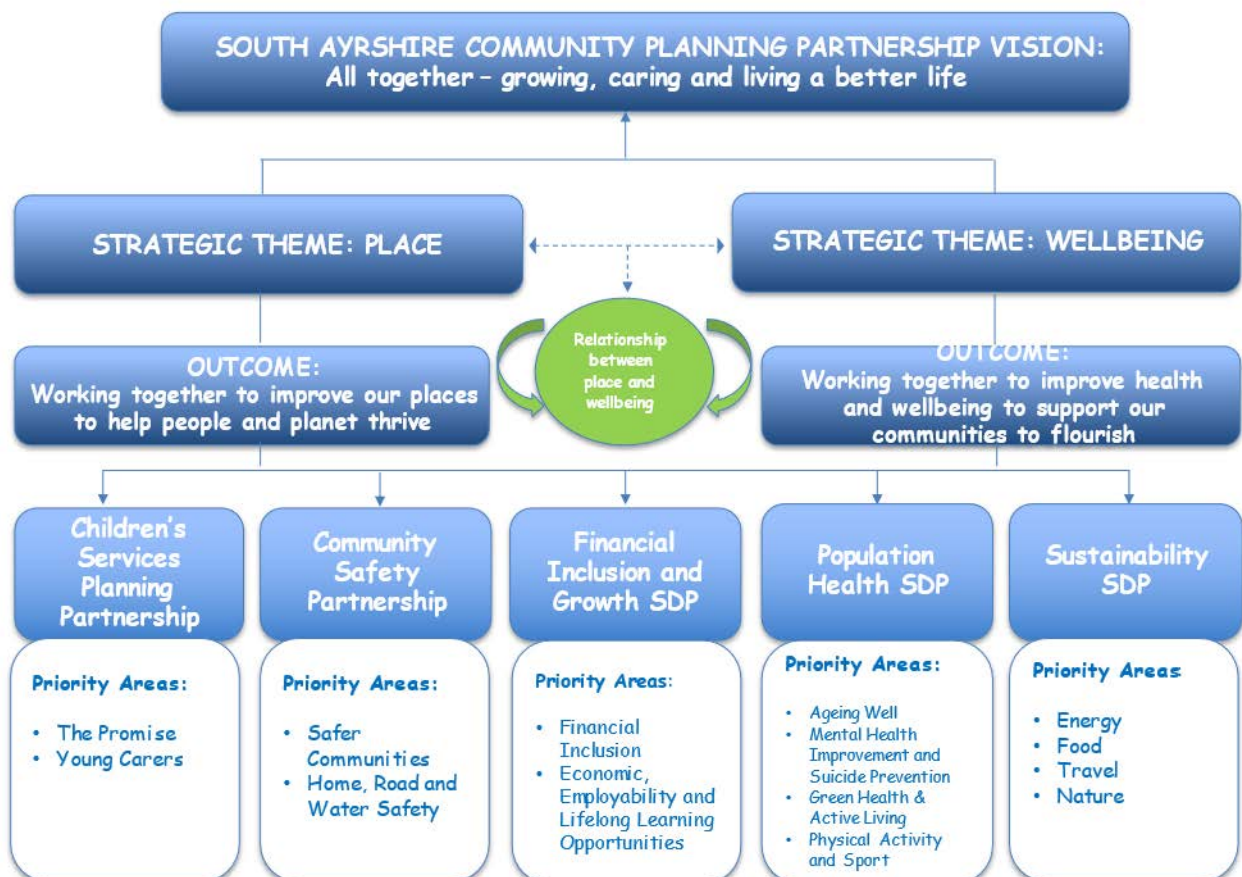 SOUTH AYRSHIRE COMMUNITY PLANNING PARTNERSHIP VISION:
All together – growing, caring and living a better life
STRATEGIC THEME: PLACE
STRATEGIC THEME: WELLBEING
Relationship
between
place and
wellbeing
OUTCOME:
Working together to improve our places
to help people and planet thrive
OUTCOME:
Working together to improve health
and wellbeing to support our
communities to flourish
Children's
Services
Planning
Partnership
Priority Areas:
• The Promise
• Young Carers
Community
Safety
Partnership
Priority Areas:
• Safer
Communities
• Home, Road and
Water Safety
Financial
Inclusion and
Growth SDP
Priority Areas:
• Financial
Inclusion
• Economic,
Employability and
Lifelong Learning
Opportunities
Population
Health SDP
Priority Areas:
• Ageing Well
• Mental Health
Improvement and
Suicide Prevention
• Green Health &
Active Living
• Physical Activity
and Sport
Sustainability
SDP
Priority Areas
• Energy
• Food
• Travel
• Nature